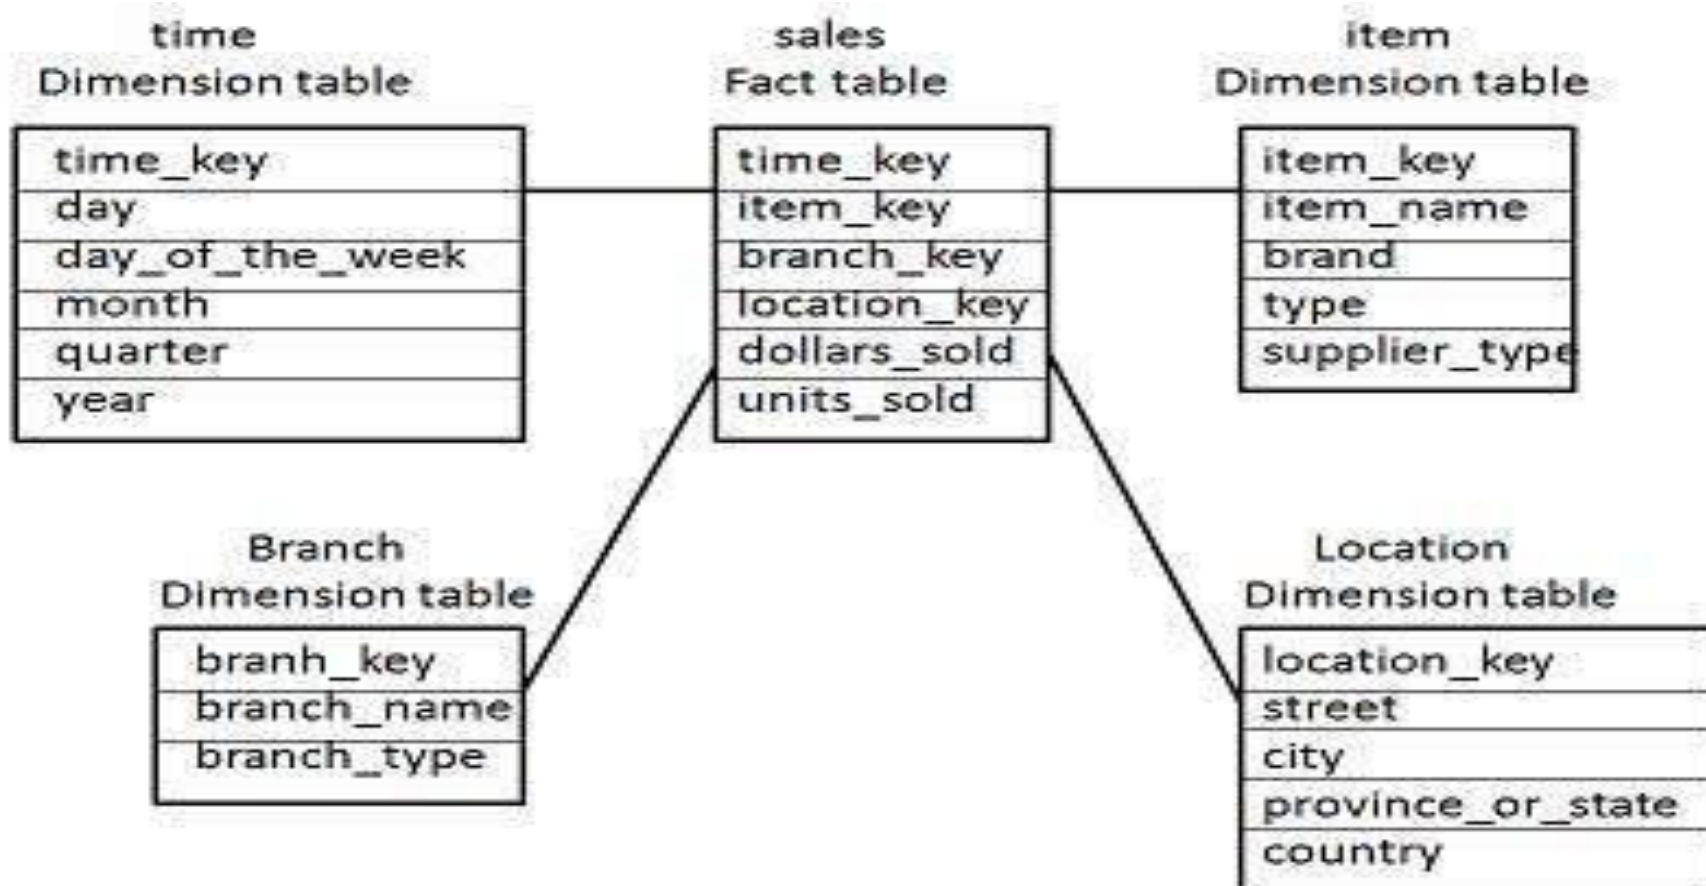 time
Dimension table
time_key
day
day_of_the_week
month
quarter
year
sales
Fact table
time_key
item_key
branch_key
location_key
dollars_sold
units_sold
item
Dimension table
item_key
item_name
brand
type
supplier_type
Branch
Dimension table
branh_key
branch_name
branch_type
Location
Dimension table
location_key
street
city
province_or_state
country